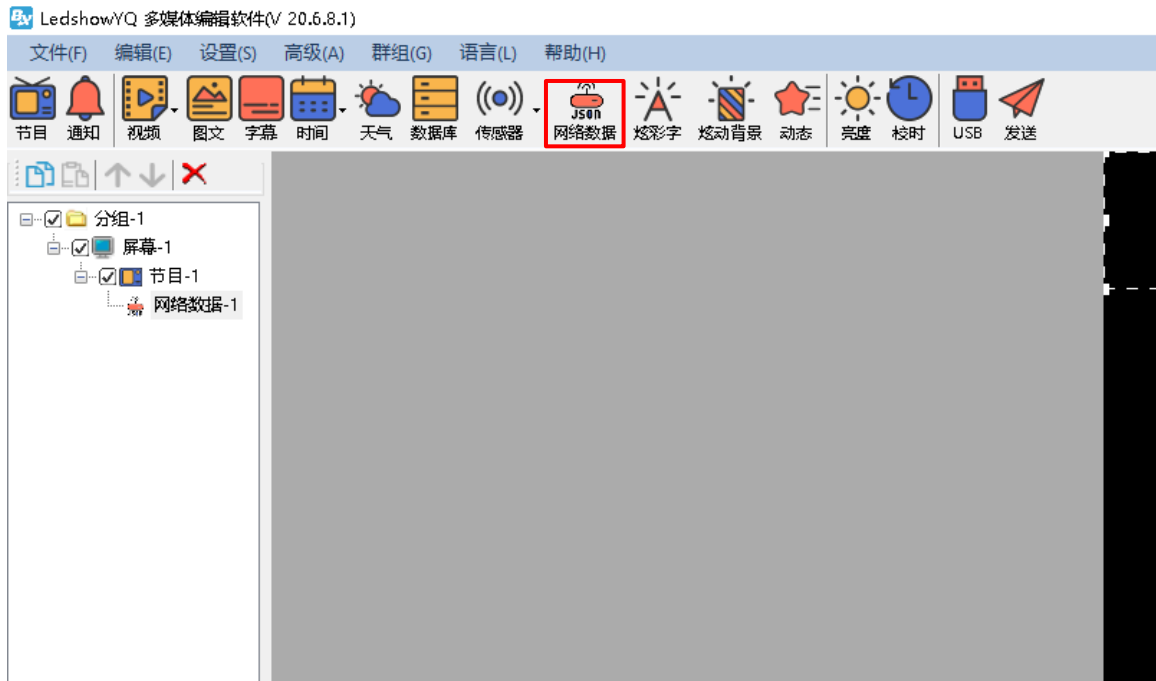 BX LedshowYQ 多媒体编辑软件(V 20.6.8.1)
文件(F) 编辑(E) 设置(S) 高级(A) 群组(G) 语言(L) 帮助(H)
JSON
节目 通知 视频 图文 字幕 时间 天气 数据库 传感器 网络数据 炫彩字 炫动背景 动态 亮度 校时 USB 发送
分组-1
屏幕-1
节目-1
网络数据-1